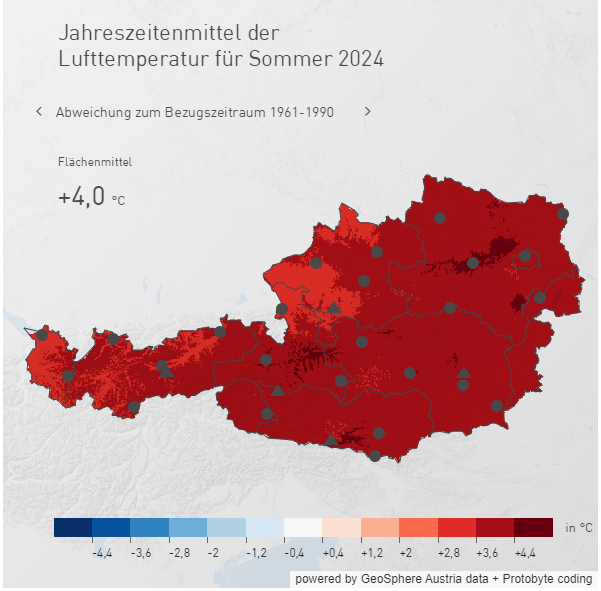 Jahreszeitenmittel der
Lufttemperatur für Sommer 2024
< Abweichung zum Bezugszeitraum 1961-1990 >
Flächenmittel
+4,0 °C
in °C
-4,4 -3,6 -2,8 -2 -1,2 -0,4 +0,4 +1,2 +2 +2,8 +3,6 +4,4
powered by GeoSphere Austria data + Protobyte coding